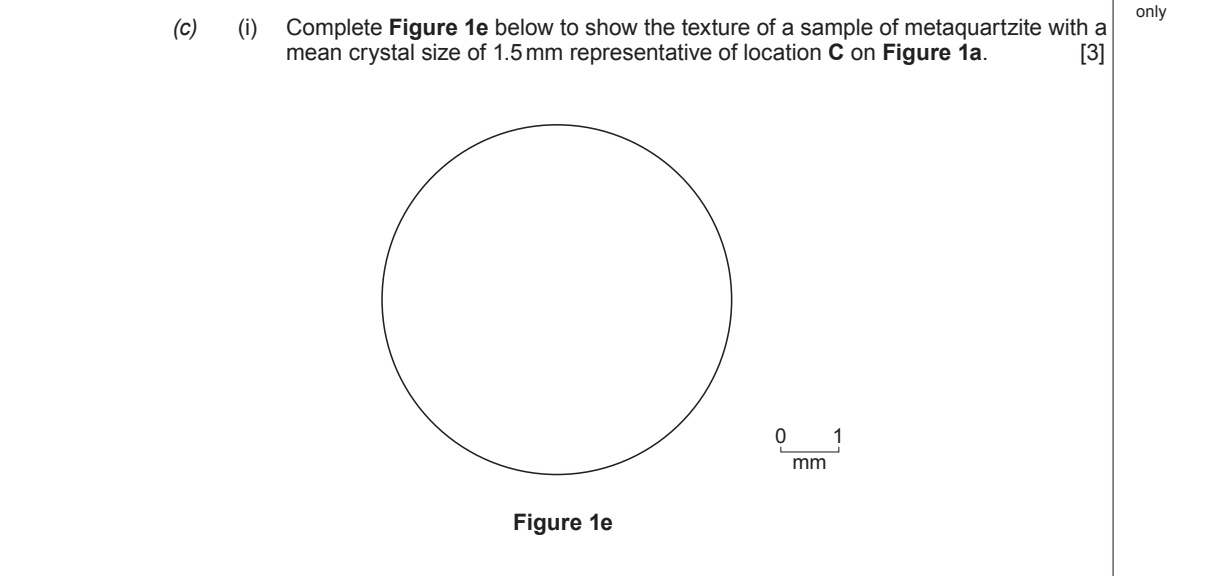 only
(c) (i) Complete Figure 1e below to show the texture of a sample of metaquartzite with a
mean crystal size of 1.5 mm representative of location C on Figure 1a. [3]
0 1
mm
Figure 1e